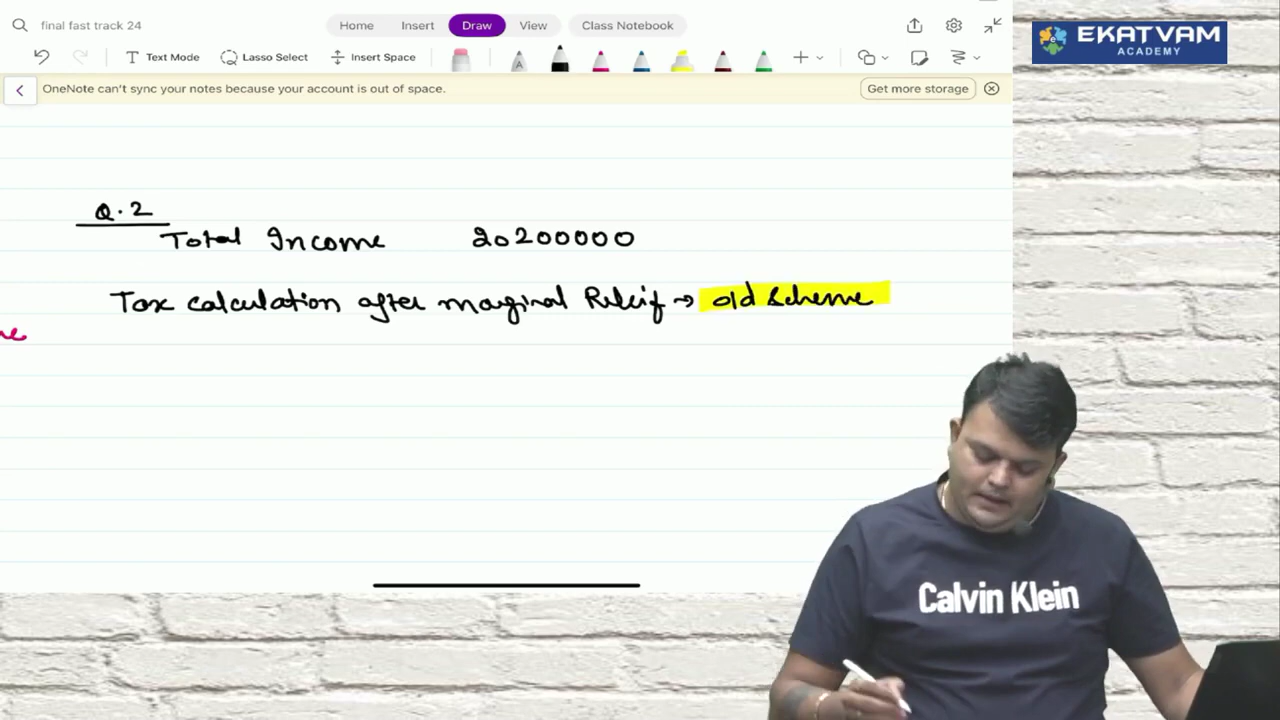 final fast track 24
Home Insert Draw View Class Notebook
Text Mode Lasso Select Insert Space
OneNote can't sync your notes because your account is out of space. Get more storage
EKATVAM
ACADEMY
Q.2
Total Income 20200000
Tax calculation after marginal Relief → old Scheme
Calvin Klein